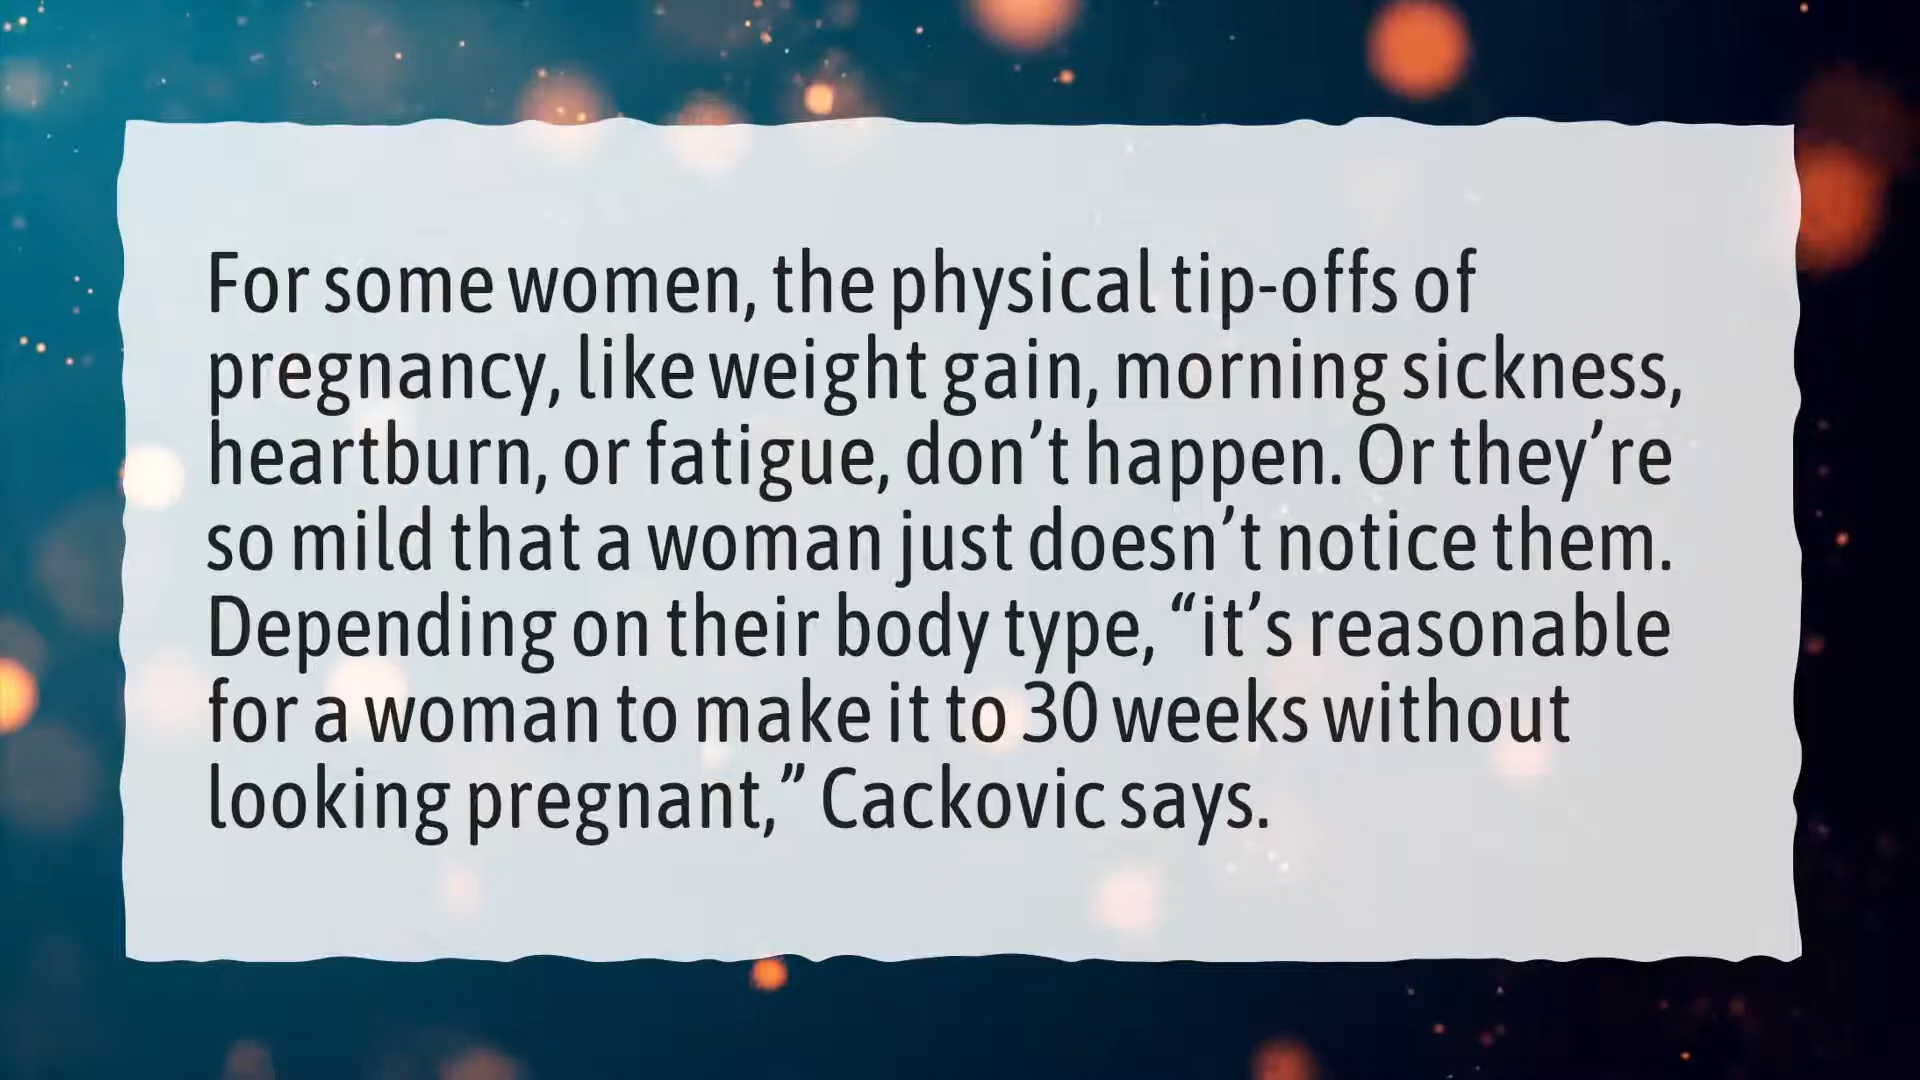 For some women, the physical tip-offs of
pregnancy, like weight gain, morning sickness,
heartburn, or fatigue, don’t happen. Or they’re
so mild that a woman just doesn’t notice them.
Depending on their body type, “it’s reasonable
for a woman to make it to 30 weeks without
looking pregnant,” Cackovic says.